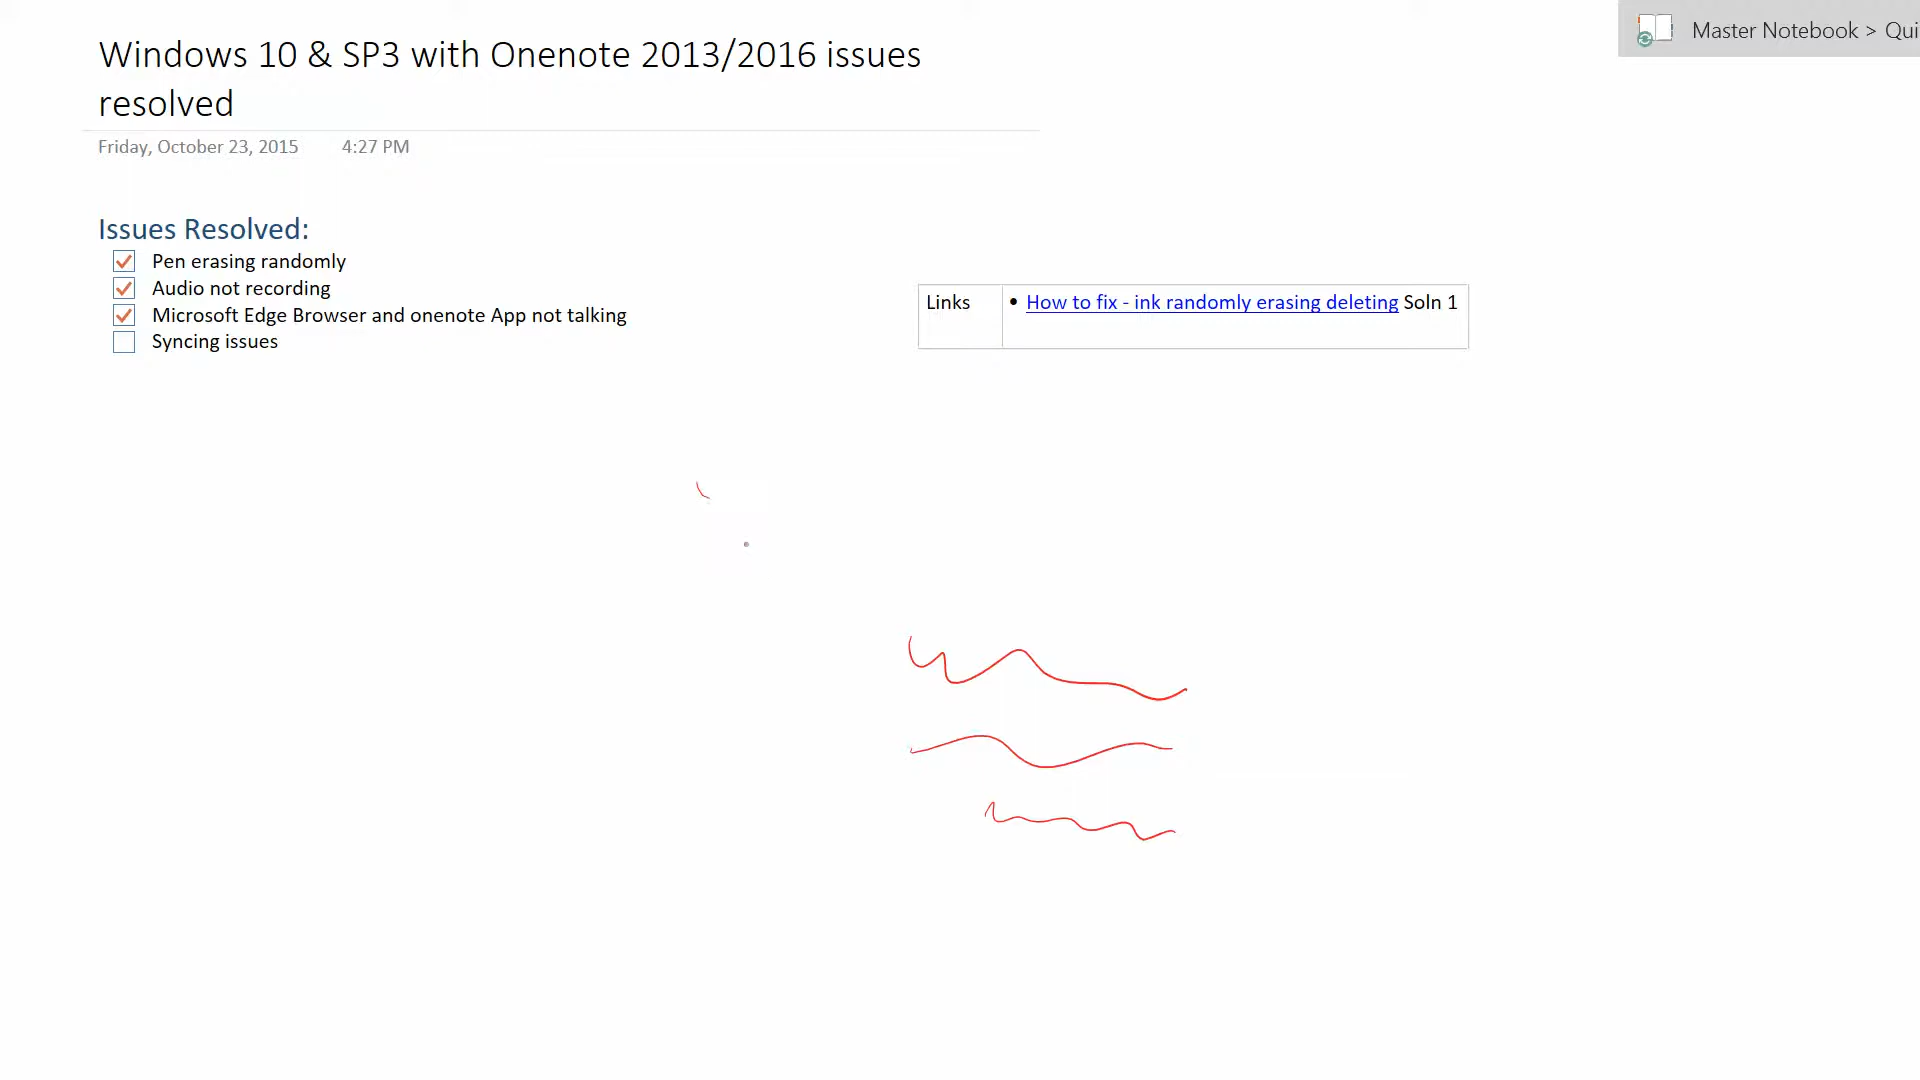 Master Notebook > Qui
Windows 10 & SP3 with Onenote 2013/2016 issues
resolved
Friday, October 23, 2015 4:27 PM
Issues Resolved:
Pen erasing randomly
Audio not recording
Microsoft Edge Browser and onenote App not talking
Syncing issues
Links • How to fix - ink randomly erasing deleting Soln 1